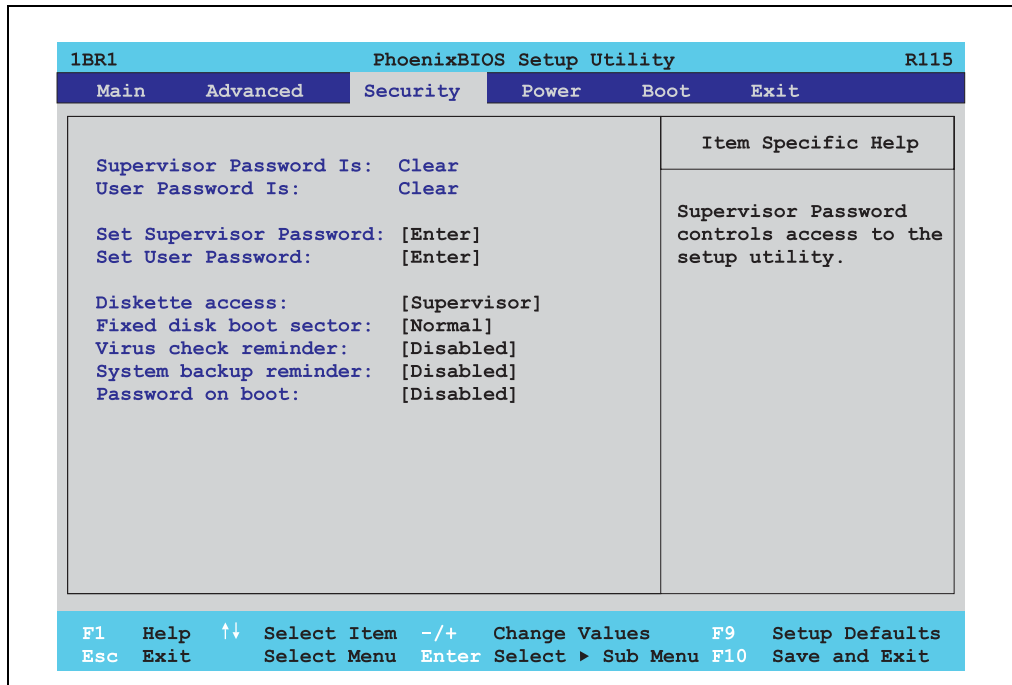 1BR1 PhoenixBIOS Setup Utility R115
Main Advanced Security Power Boot Exit
Supervisor Password Is: Clear
User Password Is: Clear
Set Supervisor Password: [Enter]
Set User Password: [Enter]
Diskette access: [Supervisor]
Fixed disk boot sector: [Normal]
Virus check reminder: [Disabled]
System backup reminder: [Disabled]
Password on boot: [Disabled]
Item Specific Help
Supervisor Password
controls access to the
setup utility.
F1 Help ↑↓ Select Item -/+ Change Values F9 Setup Defaults
Esc Exit Select Menu Enter Select ▶ Sub Menu F10 Save and Exit